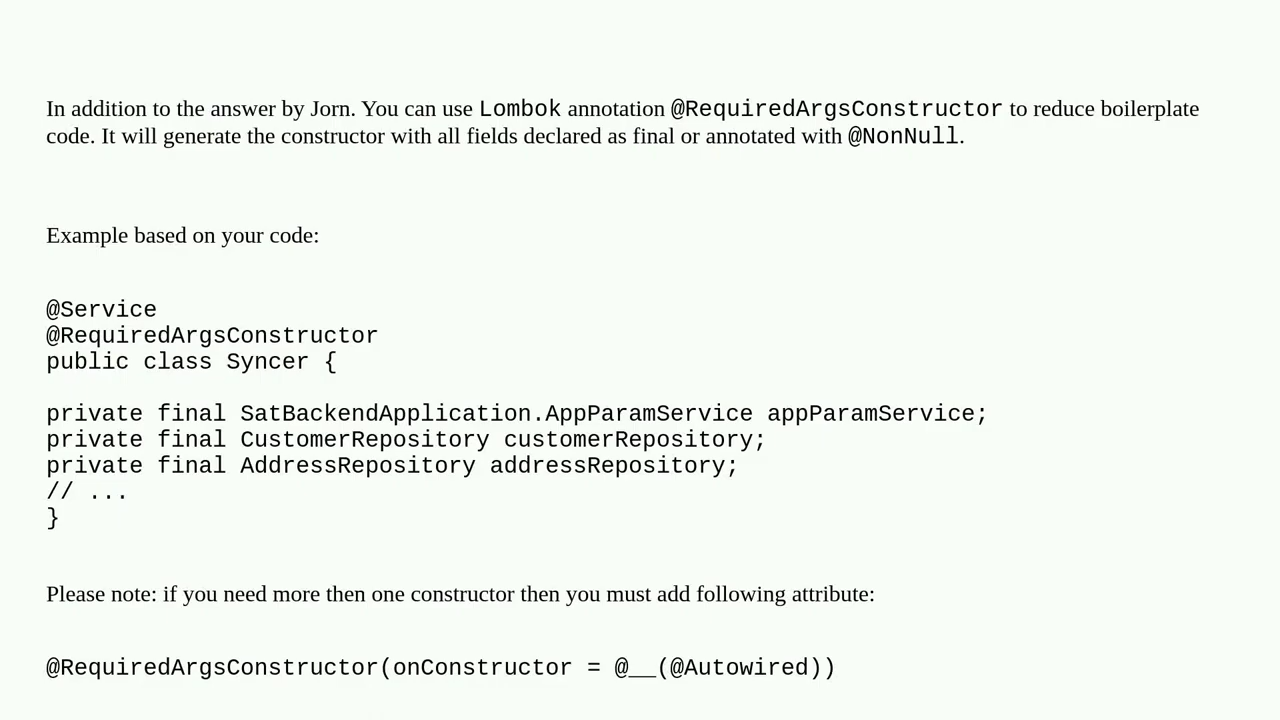 In addition to the answer by Jorn. You can use Lombok annotation @RequiredArgsConstructor to reduce boilerplate
code. It will generate the constructor with all fields declared as final or annotated with @NonNull.
Example based on your code:
@Service
@RequiredArgsConstructor
public class Syncer {
private final SatBackendApplication.AppParamService appParamService;
private final CustomerRepository customerRepository;
private final AddressRepository addressRepository;
// ...
}
Please note: if you need more then one constructor then you must add following attribute:
@RequiredArgsConstructor(onConstructor = @__(@Autowired))